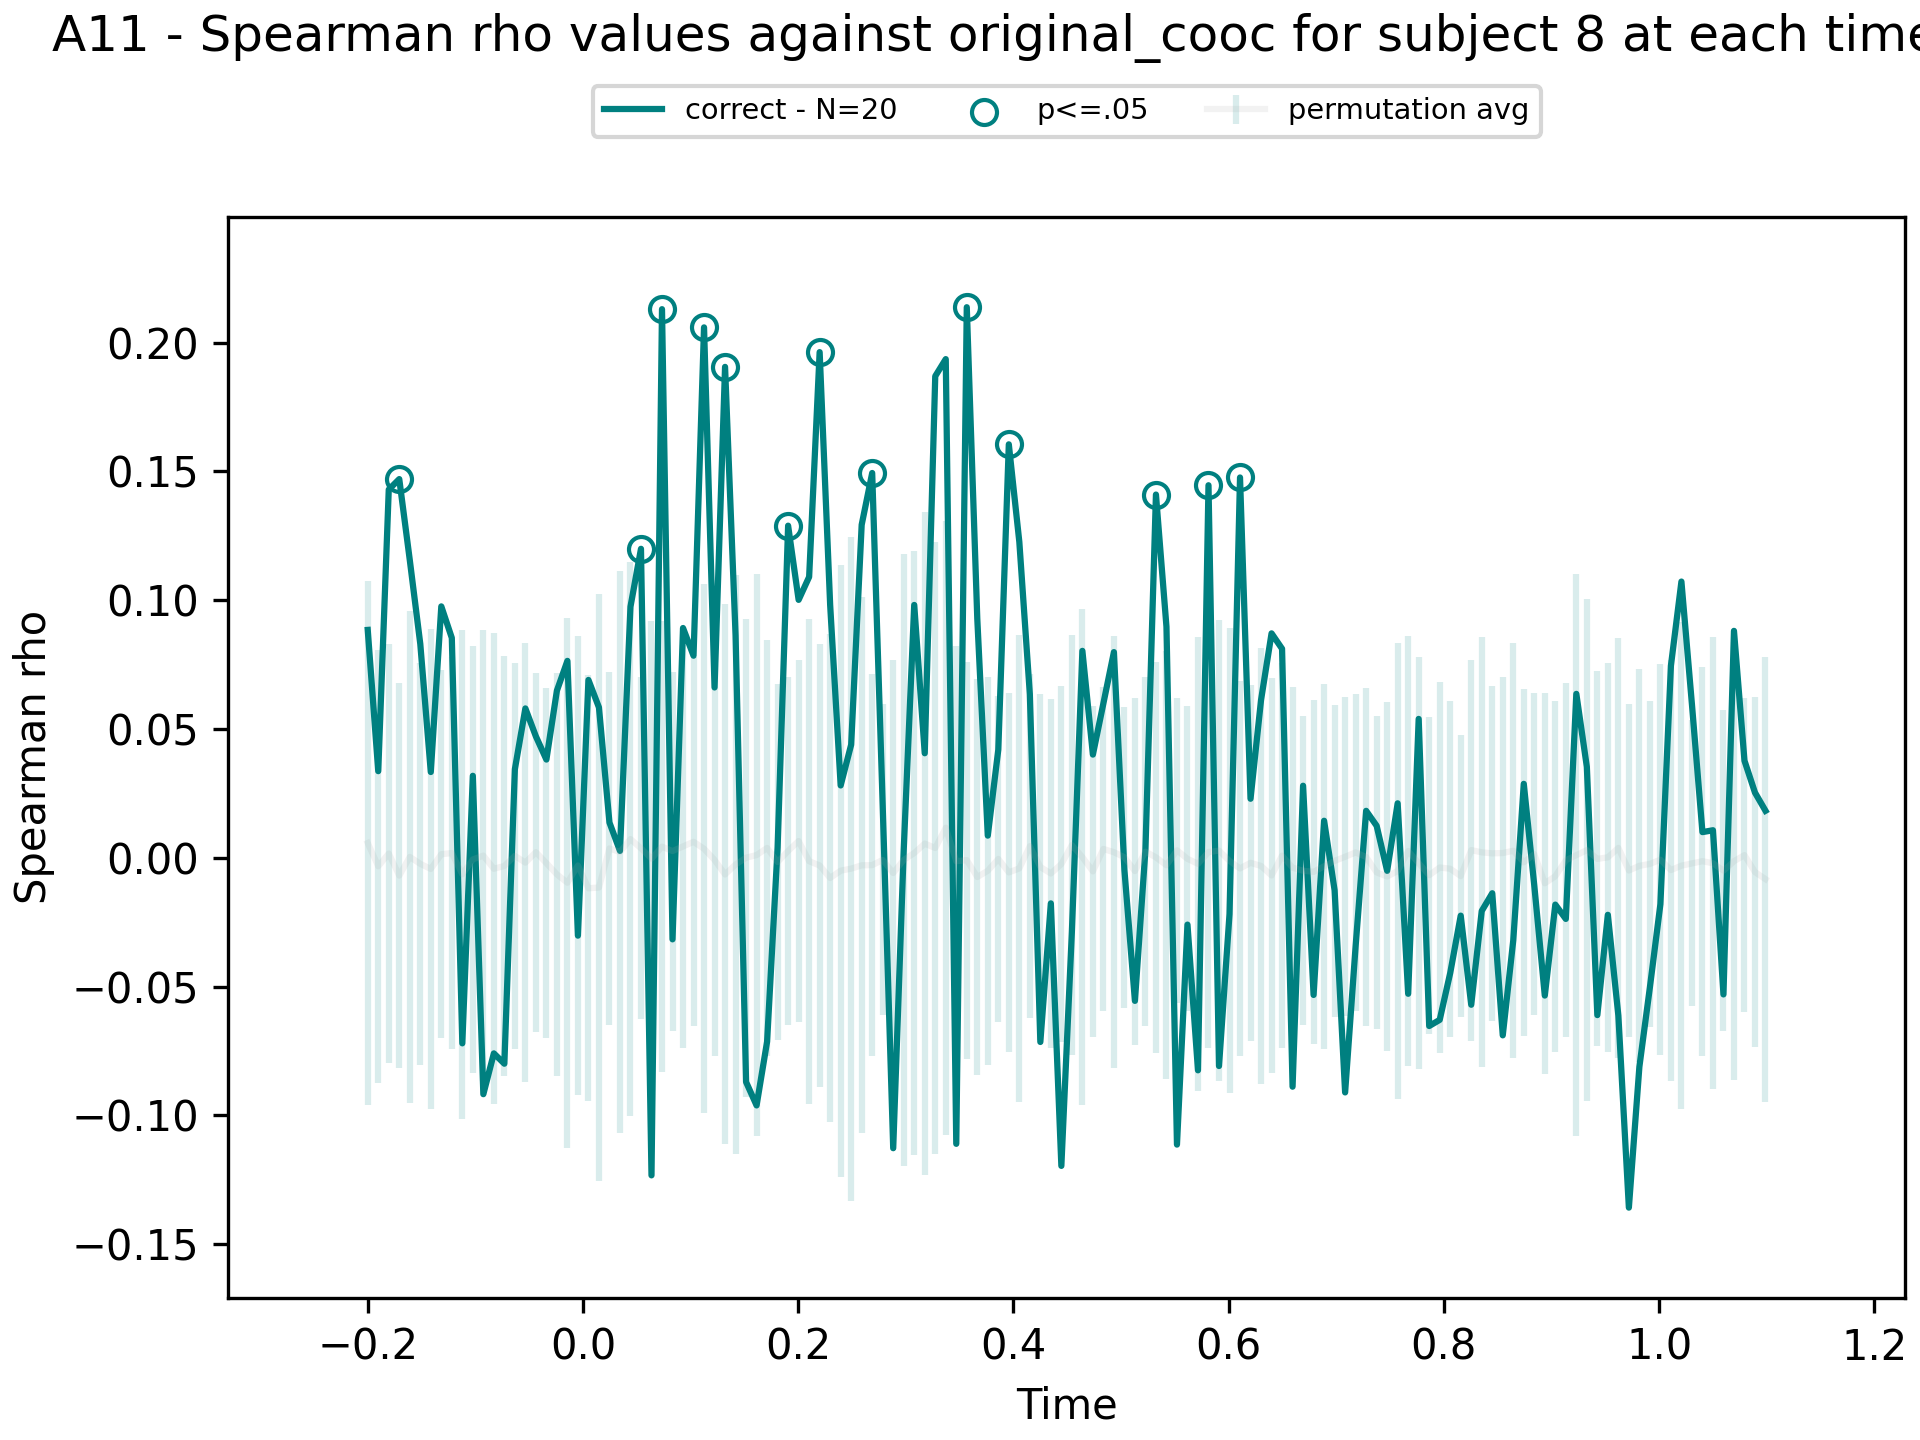 A11 - Spearman rho values against original_cooc for subject 8 at each time
correct - N=20 p<=.05 permutation avg
Spearman rho
0.20
0.15
0.10
0.05
0.00
−0.05
−0.10
−0.15
−0.2 0.0 0.2 0.4 0.6 0.8 1.0 1.2
Time